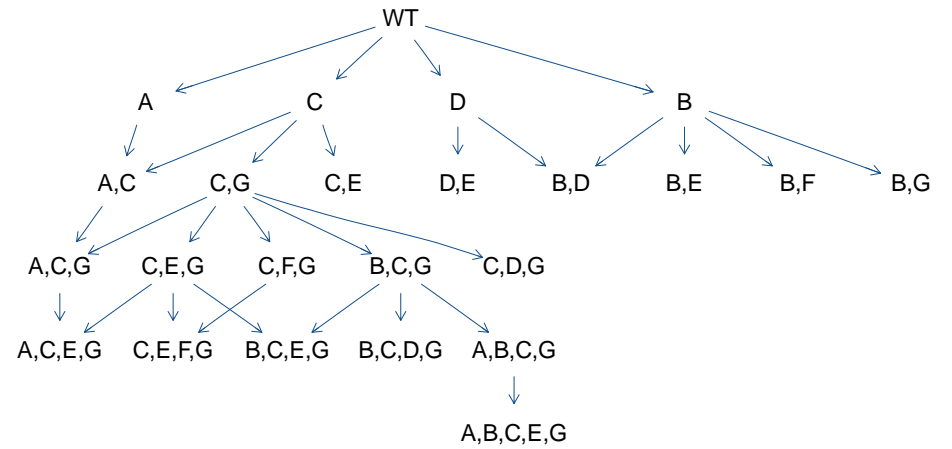 WT
A C D B
A,C C,G C,E D,E B,D B,E B,F B,G
A,C,G C,E,G C,F,G B,C,G C,D,G
A,C,E,G C,E,F,G B,C,E,G B,C,D,G A,B,C,G
A,B,C,E,G